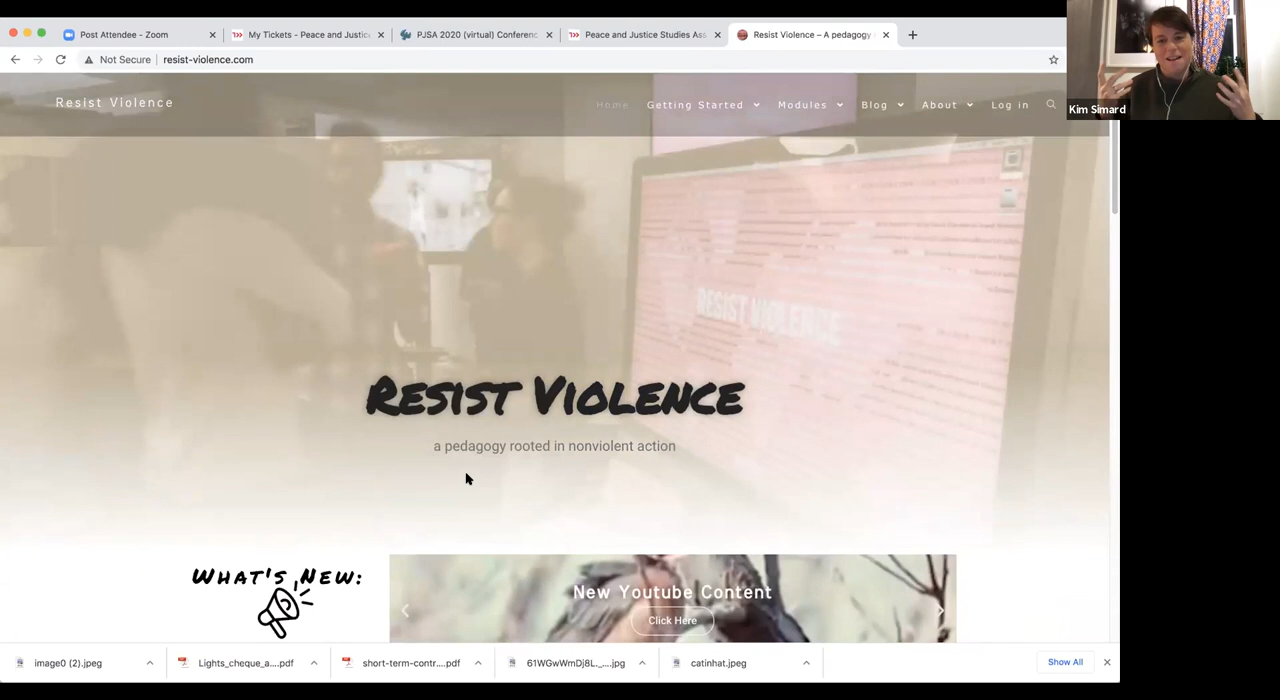 Post Attendee - Zoom
My Tickets - Peace and Justic
PJSA 2020 (virtual) Conferenc
Peace and Justice Studies Ass
Resist Violence – A pedagogy
Not Secure
resist-violence.com
Kim Simard
Resist Violence
Home
Getting Started
Modules
Blog
About
Log in
RESIST VIOLENCE
RESIST VIOLENCE
a pedagogy rooted in nonviolent action
WHAT'S NEW:
New Youtube Content
Click Here
image0 (2).jpeg
Lights_cheque_a....pdf
short-term-contr....pdf
61WGwWmDj8L._....jpg
catinhat.jpeg
Show All